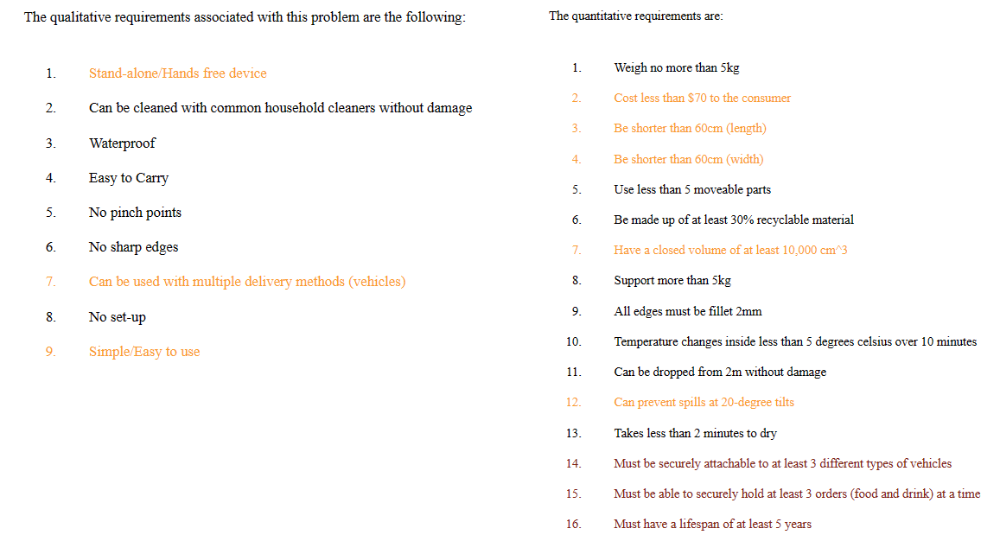 The qualitative requirements associated with this problem are the following:
1. Stand-alone/Hands free device
2. Can be cleaned with common household cleaners without damage
3. Waterproof
4. Easy to Carry
5. No pinch points
6. No sharp edges
7. Can be used with multiple delivery methods (vehicles)
8. No set-up
9. Simple/Easy to use
The quantitative requirements are:
1. Weigh no more than 5kg
2. Cost less than $70 to the consumer
3. Be shorter than 60cm (length)
4. Be shorter than 60cm (width)
5. Use less than 5 moveable parts
6. Be made up of at least 30% recyclable material
7. Have a closed volume of at least 10,000 cm^3
8. Support more than 5kg
9. All edges must be fillet 2mm
10. Temperature changes inside less than 5 degrees celsius over 10 minutes
11. Can be dropped from 2m without damage
12. Can prevent spills at 20-degree tilts
13. Takes less than 2 minutes to dry
14. Must be securely attachable to at least 3 different types of vehicles
15. Must be able to securely hold at least 3 orders (food and drink) at a time
16. Must have a lifespan of at least 5 years